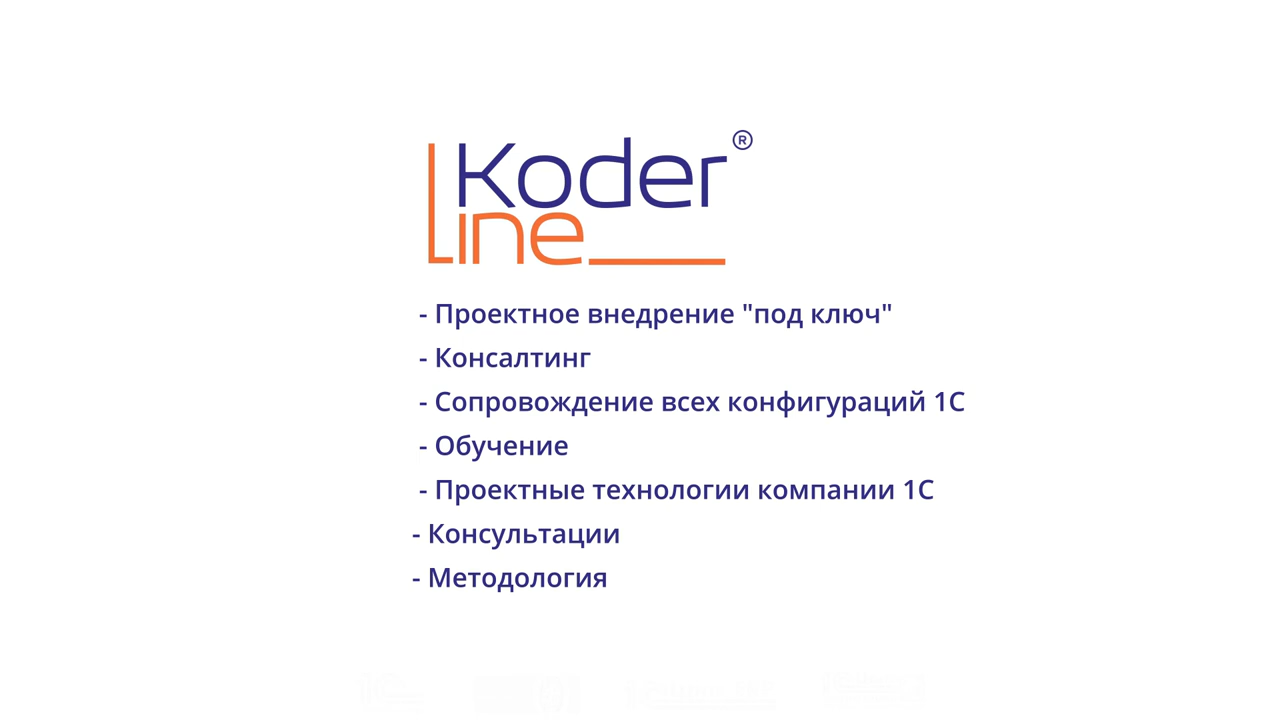 Koder®
Line
- Проектное внедрение "под ключ"
- Консалтинг
- Сопровождение всех конфигураций 1С
- Обучение
- Проектные технологии компании 1С
- Консультации
- Методология